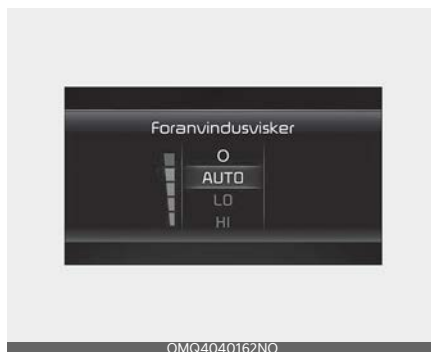 Foranvindusvisker
O
AUTO
LO
HI
OMQ4040162NO